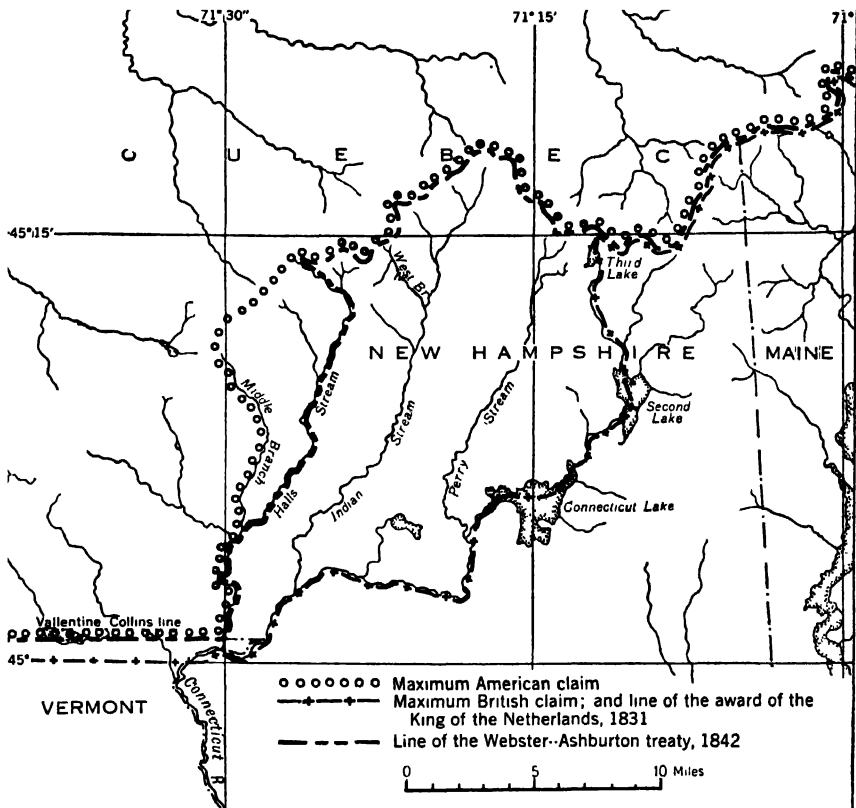 71° 30"
71° 15'
71°
Q U E B E C
45° 15'
West Br.
Third
Lake
NEW HAMPSHIRE
MAINE
Middle
Branch
Halls Stream
Indian Stream
Perry Stream
Second
Lake
Connecticut Lake
Vallentine Collins line
45°
VERMONT
Connecticut R
Maximum American claim
Maximum British claim; and line of the award of the
King of the Netherlands, 1831
Line of the Webster--Ashburton treaty, 1842
0 5 10 Miles